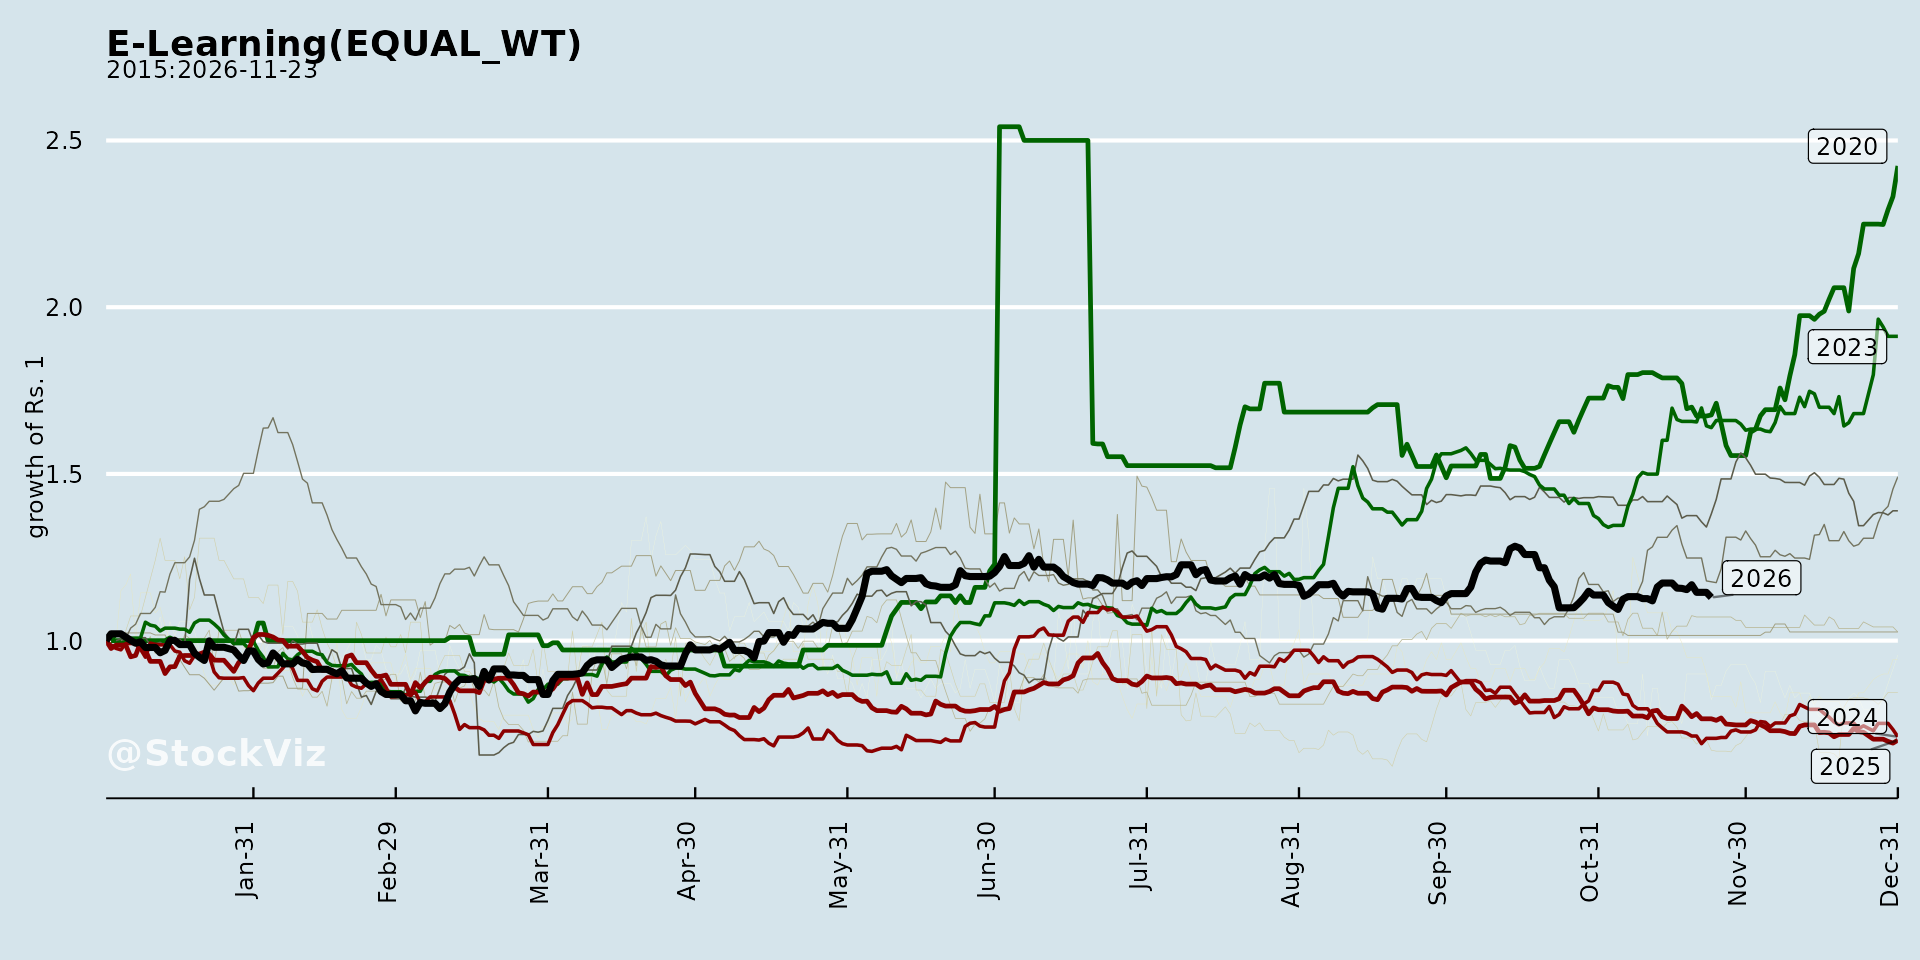 E-Learning(EQUAL_WT)
2015:2026-11-23
growth of Rs. 1
2.5
2.0
1.5
1.0
2020
2023
2026
2024
2025
@StockViz
Jan-31
Feb-29
Mar-31
Apr-30
May-31
Jun-30
Jul-31
Aug-31
Sep-30
Oct-31
Nov-30
Dec-31